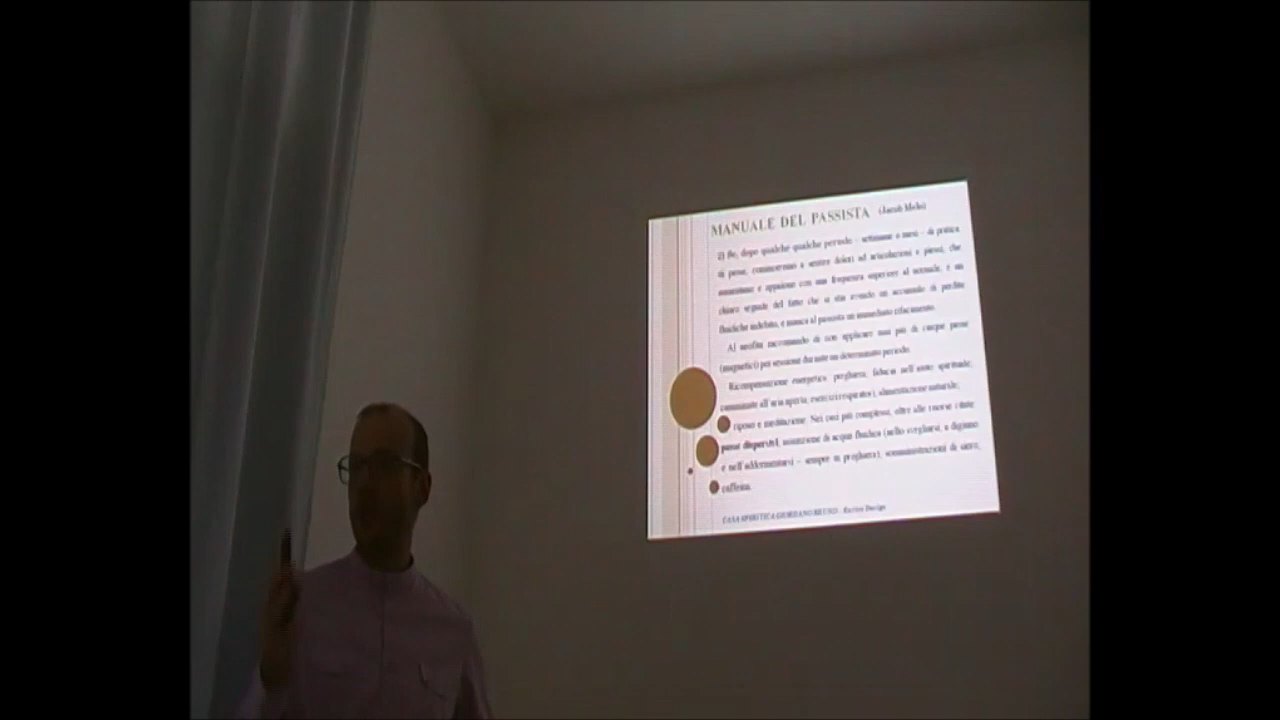 MANUALE DEL PASSISTA (Jacob Melo)
2) Se, dopo qualche qualche periodo – settimane o mesi – di pratica
di passi, cominceremo a sentire dolori ad articolazioni e plessi, che
aumentano e appaiono con una frequenza superiore al normale, è un
chiaro segnale del fatto che si sta avendo un accumulo di perdite
fluidiche indefinite, e manca al passista un immediato rifacimento.
Al neofita raccomando di non applicare mai più di cinque passi
(magnetici) per sessione durante un determinato periodo.
Ricompensazione energetica: preghiera; fiducia nell'aiuto spirituale;
camminate all'aria aperta; esercizi respiratori; alimentazione naturale;
riposo e meditazione. Nei casi più complessi, oltre alle risorse citate
passi dispersivi, assunzione di acqua fluidica (nello svegliarsi, a digiuno
e nell'addormentarsi – sempre in preghiera); somministrazioni di siero;
caffeina.
CASA SPIRITICA GIORDANO BRUNO - Enrico